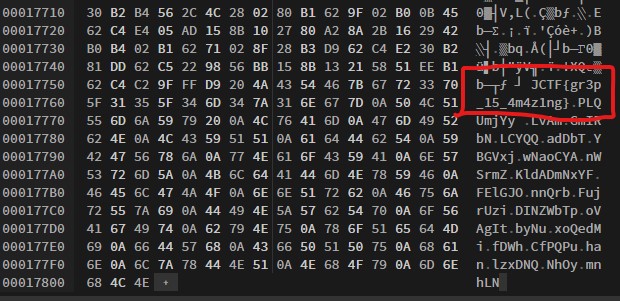 00017710 30 B2 B4 56 2C 4C 28 02 80 B1 62 9F 02 B0 0B 45 0▓┤V,L(.Ç▒bƒ.░.E
00017720 62 C4 E4 05 AD 15 8B 10 27 80 A2 8A 2B 16 29 42 b─Σ.¡.ï.'Çóè+.)B
00017730 B0 B4 02 B1 62 71 02 8F 28 B3 D9 62 C4 E2 30 B2 ░┤.▒bq.Å(│┘b─Γ0▓
00017740 81 DD 62 C5 22 98 56 BB 15 8B 13 21 58 51 EE B1 ü▌b┼"ÿV╗.ï.!XQε▒
00017750 62 C4 C2 9F FF D9 20 4A 43 54 46 7B 67 72 33 70 b─┬ƒ ┘ JCTF{gr3p
00017760 5F 31 35 5F 34 6D 34 7A 31 6E 67 7D 0A 50 4C 51 _15_4m4z1ng}.PLQ
00017770 55 6D 6A 59 79 20 0A 4C 76 41 6D 0A 47 6D 49 52 UmjYy .LvAm.GmIR
00017780 62 4E 0A 4C 43 59 51 51 0A 61 64 44 62 54 0A 59 bN.LCYQQ.adDbT.Y
00017790 42 47 56 78 6A 0A 77 4E 61 6F 43 59 41 0A 6E 57 BGVxj.wNaoCYA.nW
000177A0 53 72 6D 5A 0A 4B 6C 64 41 44 6D 4E 78 59 46 0A SrmZ.KldADmNxYF.
000177B0 46 45 6C 47 4A 4F 0A 6E 6E 51 72 62 0A 46 75 6A FElGJO.nnQrb.Fuj
000177C0 72 55 7A 69 0A 44 49 4E 5A 57 62 54 70 0A 6F 56 rUzi.DINZWbTp.oV
000177D0 41 67 49 74 0A 62 79 4E 75 0A 78 6F 51 65 64 4D AgIt.byNu.xoQedM
000177E0 69 0A 66 44 57 68 0A 43 66 50 51 50 75 0A 68 61 i.fDWh.CfPQPu.ha
000177F0 6E 0A 6C 7A 78 44 4E 51 0A 4E 68 4F 79 0A 6D 6E n.lzxDNQ.NhOy.mn
00017800 68 4C 4E + hLN